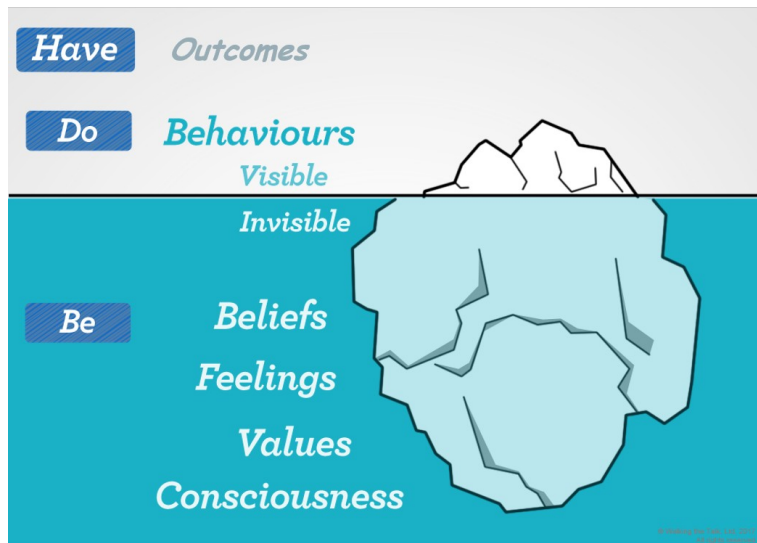 Have Outcomes
Do Behaviours
Visible
Invisible
Be Beliefs
Feelings
Values
Consciousness